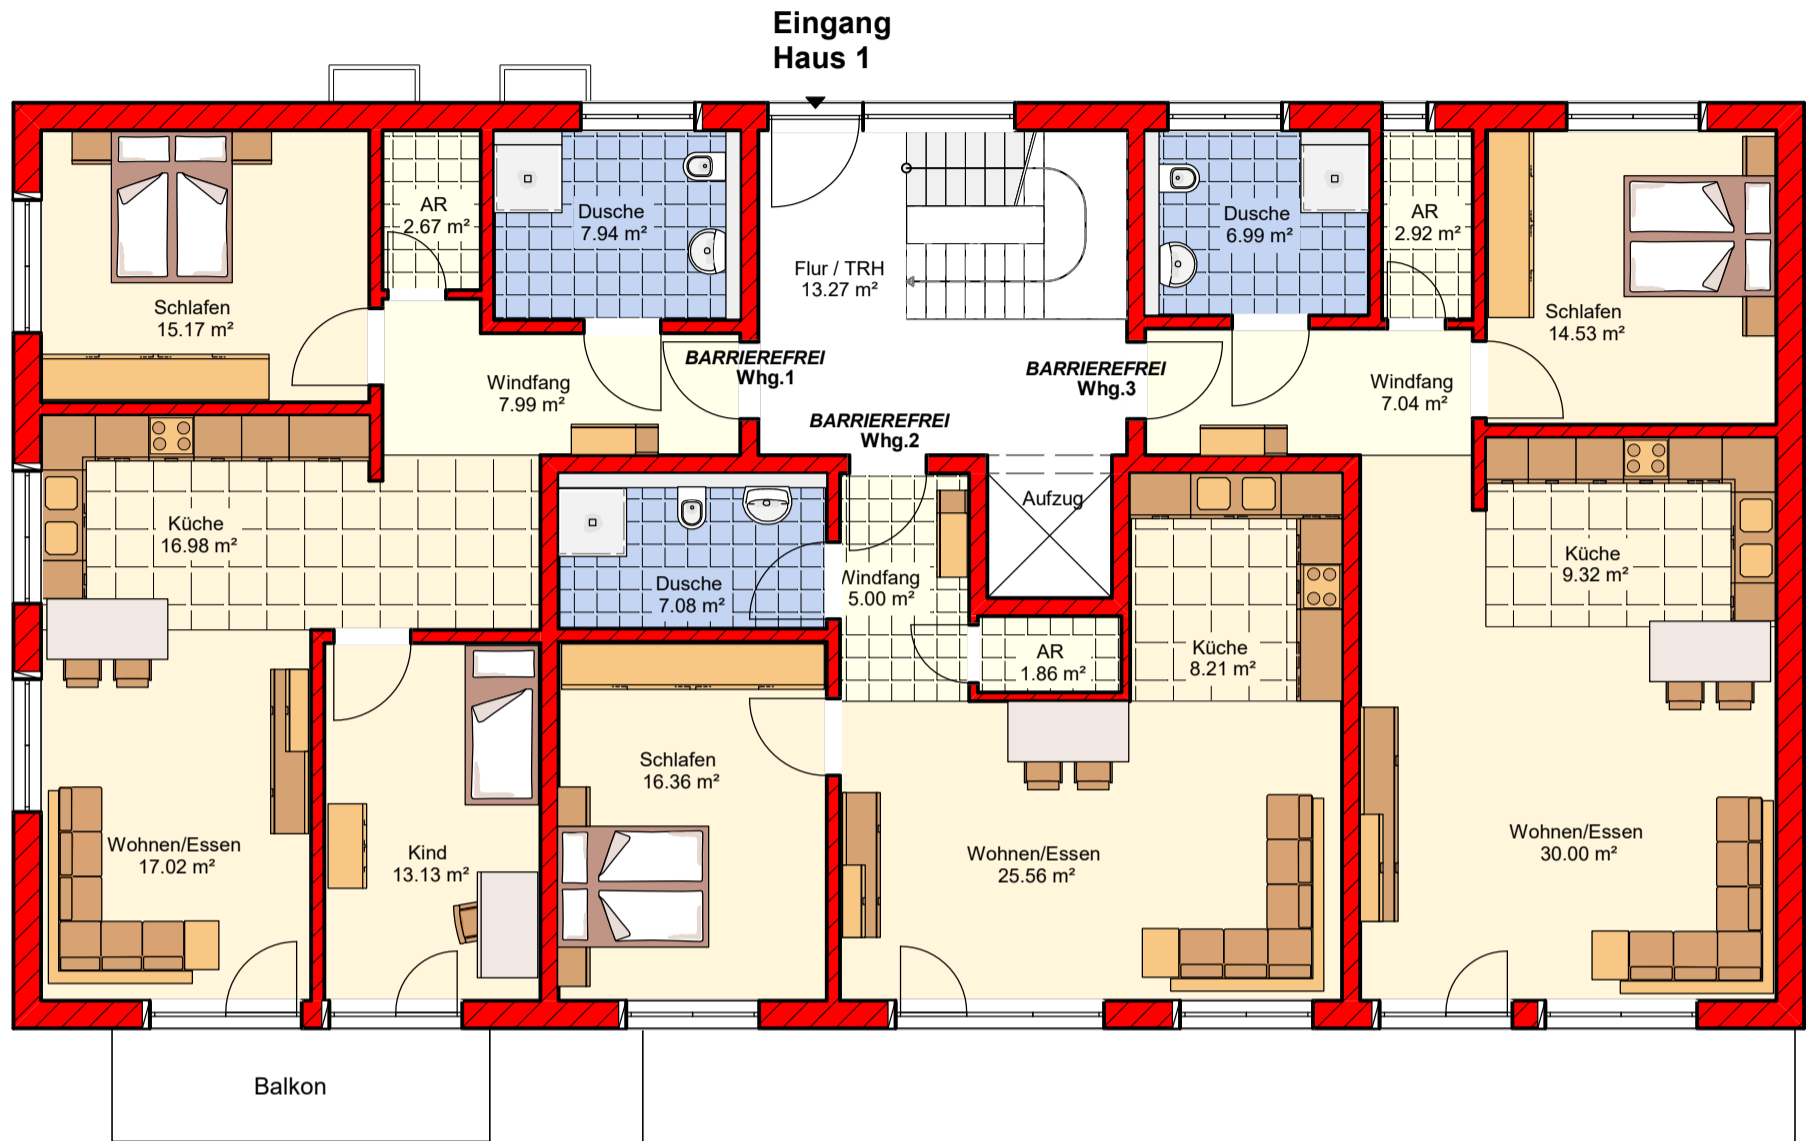 Eingang
Haus 1
AR
2.67 m²
Dusche
7.94 m²
Dusche
6.99 m²
AR
2.92 m²
Flur / TRH
13.27 m²
Schlafen
15.17 m²
Schlafen
14.53 m²
BARRIEREFREI
Whg.1
BARRIEREFREI
Whg.3
Windfang
7.99 m²
Windfang
7.04 m²
BARRIEREFREI
Whg.2
Aufzug
Küche
16.98 m²
Küche
9.32 m²
Dusche
7.08 m²
Windfang
5.00 m²
AR
1.86 m²
Küche
8.21 m²
Schlafen
16.36 m²
Wohnen/Essen
17.02 m²
Kind
13.13 m²
Wohnen/Essen
25.56 m²
Wohnen/Essen
30.00 m²
Balkon